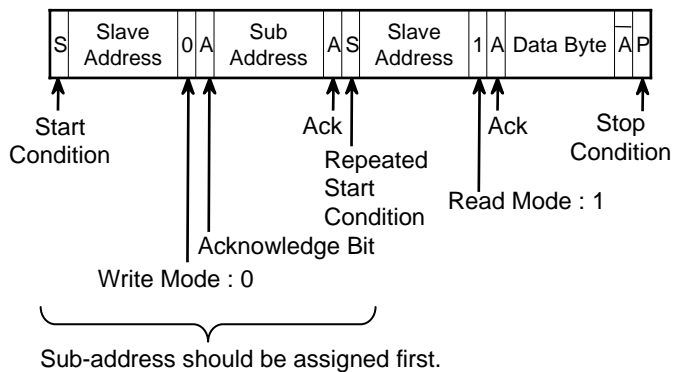 S Slave Address 0 A Sub Address A S Slave Address 1 A Data Byte A P
Start Condition
Ack
Repeated Start Condition
Ack
Stop Condition
Read Mode : 1
Acknowledge Bit
Write Mode : 0
Sub-address should be assigned first.